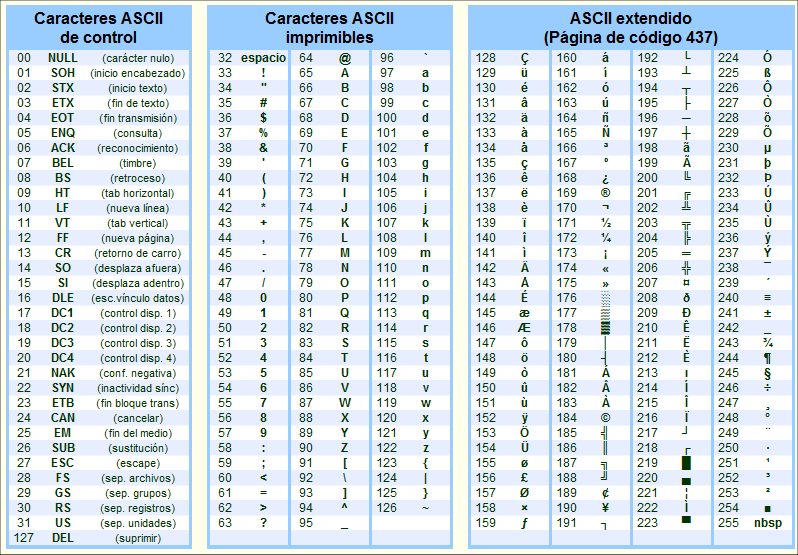 Caracteres ASCII
de control
Caracteres ASCII
imprimibles
ASCII extendido
(Página de código 437)
00 NULL (carácter nulo) 32 espacio 64 @ 96 ` 128 Ç 160 á 192 └ 224 Ó
01 SOH (inicio encabezado) 33 ! 65 A 97 a 129 ü 161 í 193 ┴ 225 ß
02 STX (inicio texto) 34 " 66 B 98 b 130 é 162 ó 194 ┬ 226 Ô
03 ETX (fin de texto) 35 # 67 C 99 c 131 â 163 ú 195 ├ 227 Ò
04 EOT (fin transmisión) 36 $ 68 D 100 d 132 ä 164 ñ 196 ─ 228 õ
05 ENQ (consulta) 37 % 69 E 101 e 133 à 165 Ñ 197 ┼ 229 Õ
06 ACK (reconocimiento) 38 & 70 F 102 f 134 å 166 ª 198 ã 230 µ
07 BEL (timbre) 39 ' 71 G 103 g 135 ç 167 º 199 Ã 231 þ
08 BS (retroceso) 40 ( 72 H 104 h 136 ê 168 ¿ 200 ╚ 232 Þ
09 HT (tab horizontal) 41 ) 73 I 105 i 137 ë 169 ® 201 ╔ 233 Ú
10 LF (nueva línea) 42 * 74 J 106 j 138 è 170 ¬ 202 ╩ 234 Û
11 VT (tab vertical) 43 + 75 K 107 k 139 ï 171 ½ 203 ╦ 235 Ù
12 FF (nueva página) 44 , 76 L 108 l 140 î 172 ¼ 204 ╠ 236 ý
13 CR (retorno de carro) 45 - 77 M 109 m 141 ì 173 ¡ 205 ═ 237 Ý
14 SO (desplaza afuera) 46 . 78 N 110 n 142 Ä 174 « 206 ╬ 238 ¯
15 SI (desplaza adentro) 47 / 79 O 111 o 143 Å 175 » 207 ¤ 239 ´
16 DLE (esc.vínculo datos) 48 0 80 P 112 p 144 É 176 ░ 208 ð 240 ≡
17 DC1 (control disp. 1) 49 1 81 Q 113 q 145 æ 177 ▒ 209 Ð 241 ±
18 DC2 (control disp. 2) 50 2 82 R 114 r 146 Æ 178 ▓ 210 Ê 242 ‗
19 DC3 (control disp. 3) 51 3 83 S 115 s 147 ô 179 │ 211 Ë 243 ¾
20 DC4 (control disp. 4) 52 4 84 T 116 t 148 ö 180 ┤ 212 È 244 ¶
21 NAK (conf. negativa) 53 5 85 U 117 u 149 ò 181 Á 213 ı 245 §
22 SYN (inactividad sínc) 54 6 86 V 118 v 150 û 182 Â 214 Í 246 ÷
23 ETB (fin bloque trans) 55 7 87 W 119 w 151 ù 183 À 215 Î 247 ¸
24 CAN (cancelar) 56 8 88 X 120 x 152 ÿ 184 © 216 Ï 248 °
25 EM (fin del medio) 57 9 89 Y 121 y 153 Ö 185 ╣ 217 ┘ 249 ¨
26 SUB (sustitución) 58 : 90 Z 122 z 154 Ü 186 ║ 218 ┌ 250 ·
27 ESC (escape) 59 ; 91 [ 123 { 155 ø 187 ╗ 219 █ 251 ¹
28 FS (sep. archivos) 60 < 92 \ 124 | 156 £ 188 ╝ 220 ▄ 252 ³
29 GS (sep. grupos) 61 = 93 ] 125 } 157 Ø 189 ¢ 221 ¦ 253 ²
30 RS (sep. registros) 62 > 94 ^ 126 ~ 158 × 190 ¥ 222 Ì 254 ■
31 US (sep. unidades) 63 ? 95 _ 159 ƒ 191 ┐ 223 ▀ 255 nbsp
127 DEL (suprimir)